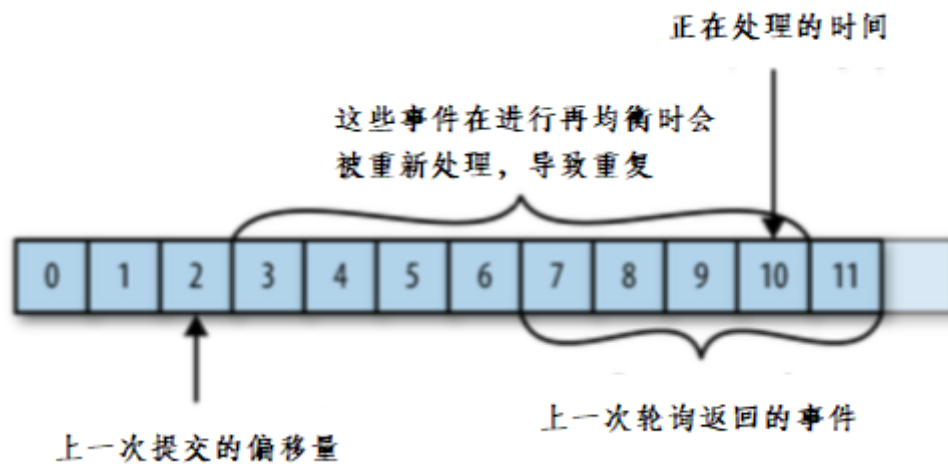 正在处理的时间
这些事件在进行再均衡时会
被重新处理，导致重复
0 1 2 3 4 5 6 7 8 9 10 11
上一次轮询返回的事件
上一次提交的偏移量